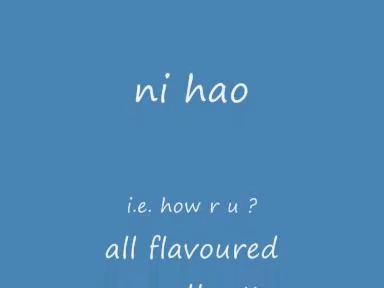 ni hao
i.e. how r u ?
all flavoured